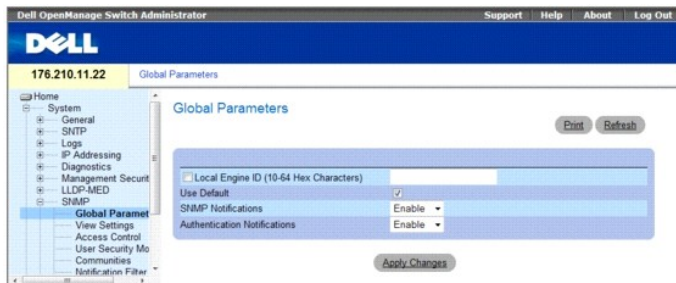 Dell OpenManage Switch Administrator
Support Help About Log Out
DELL
176.210.11.22
Global Parameters
Home
System
General
SNTP
Logs
IP Addressing
Diagnostics
Management Securit
LLDP-MED
SNMP
Global Paramet
View Settings
Access Control
User Security Mo
Communities
Notification Filter
Global Parameters
Print Refresh
Local Engine ID (10-64 Hex Characters)
Use Default
SNMP Notifications Enable
Authentication Notifications Enable
Apply Changes